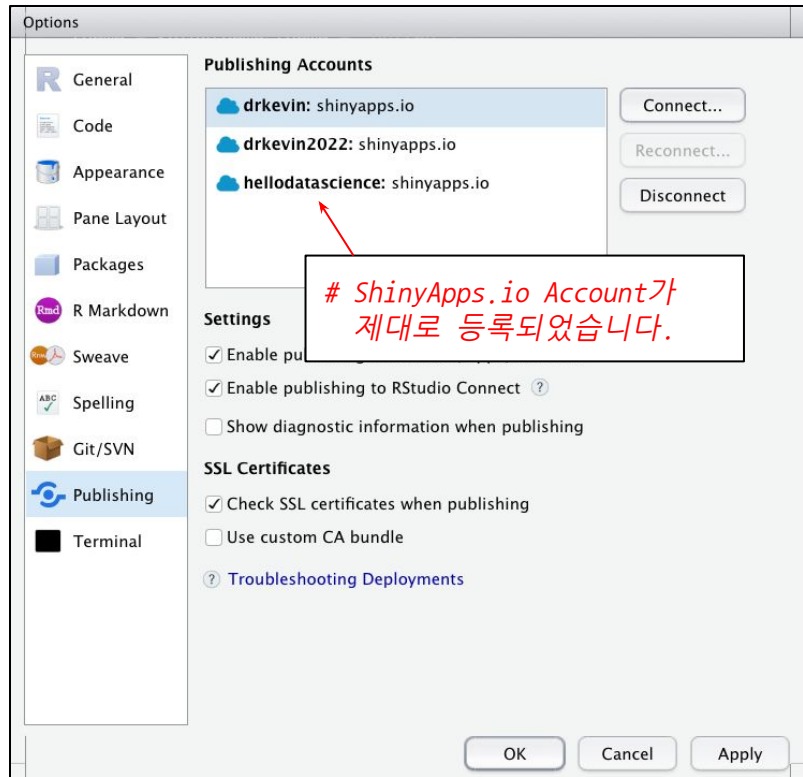 Options
General
Code
Appearance
Pane Layout
Packages
Rmd
R Markdown
Sweave
ABC
Spelling
Git/SVN
Publishing
Terminal
Publishing Accounts
drkevin: shinyapps.io
drkevin2022: shinyapps.io
hellodatascience: shinyapps.io
Connect...
Reconnect...
Disconnect
# ShinyApps.io Account가
제대로 등록되었습니다.
Settings
Enable
Enable publishing to RStudio Connect ?
Show diagnostic information when publishing
SSL Certificates
Check SSL certificates when publishing
Use custom CA bundle
? Troubleshooting Deployments
OK
Cancel
Apply